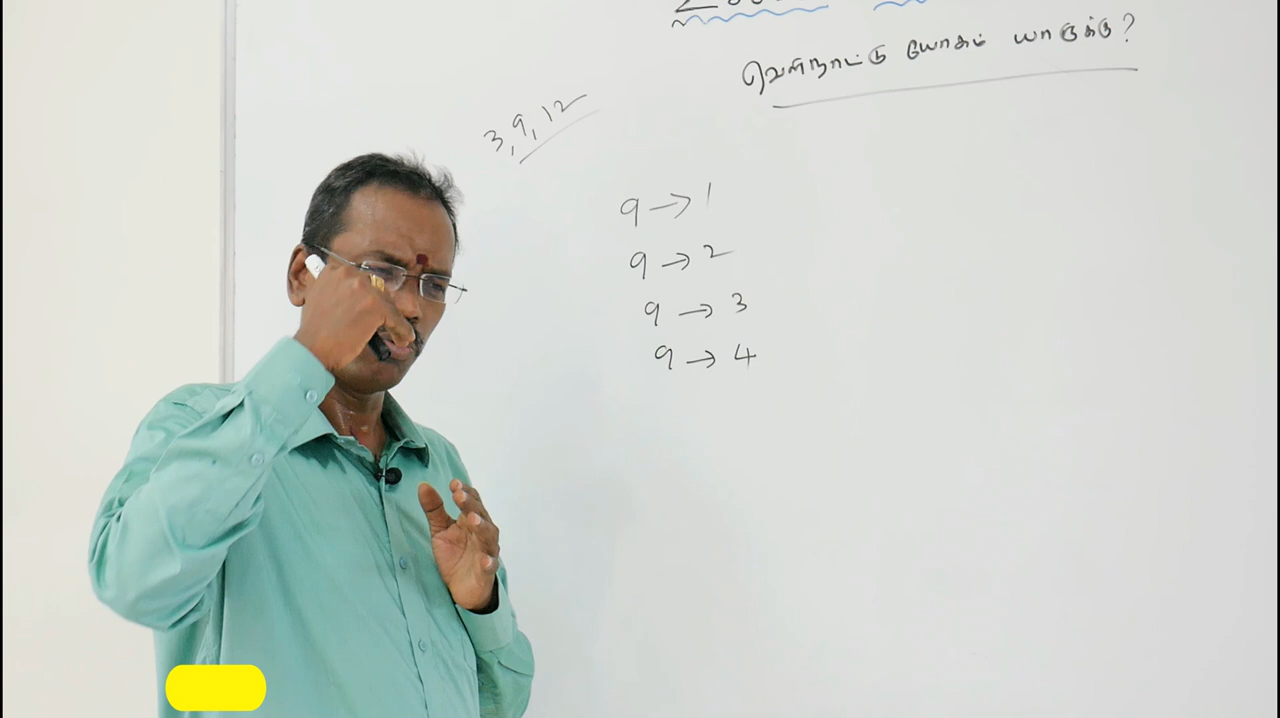 வெளிநாட்டு யோகம் யாருக்கு?
3, 9, 12
9 → 1
9 → 2
9 → 3
9 → 4